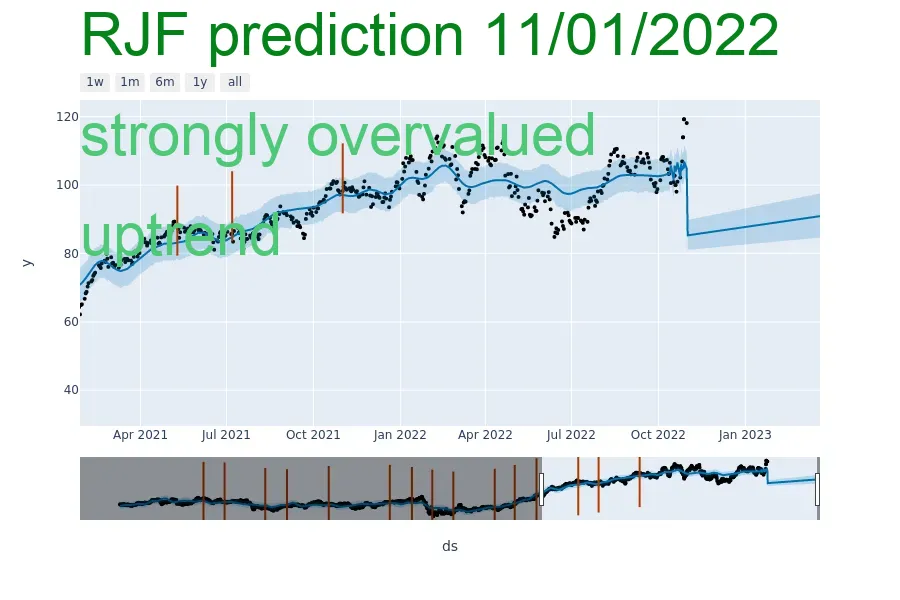 RJF prediction 11/01/2022
1w 1m 6m 1y all
strongly overvalued
uptrend
120
100
80
60
40
y
Apr 2021 Jul 2021 Oct 2021 Jan 2022 Apr 2022 Jul 2022 Oct 2022 Jan 2023
ds